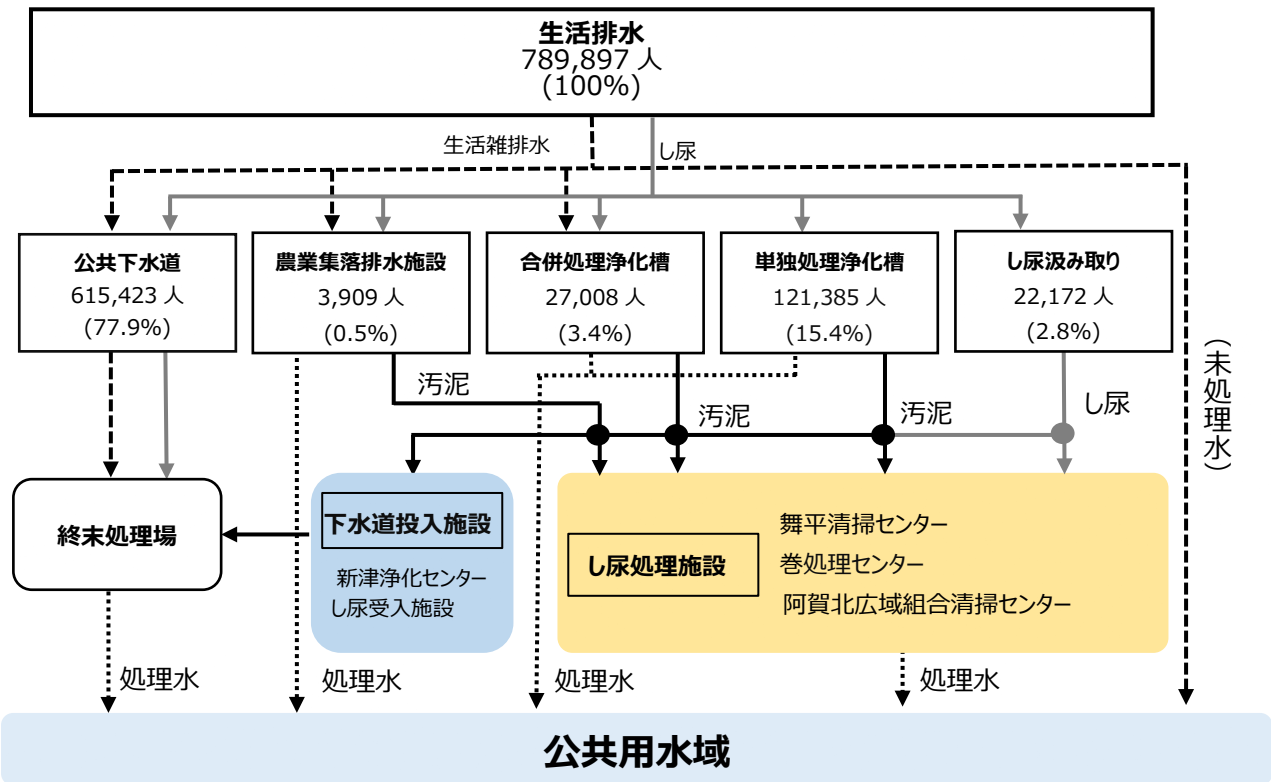 生活排水
789,897 人
(100%)
生活雑排水
し尿
公共下水道
615,423 人
(77.9%)
農業集落排水施設
3,909 人
(0.5%)
合併処理浄化槽
27,008 人
(3.4%)
単独処理浄化槽
121,385 人
(15.4%)
し尿汲み取り
22,172 人
(2.8%)
（未処理水）
汚泥
汚泥
汚泥
し尿
終末処理場
下水道投入施設
新津浄化センター
し尿受入施設
し尿処理施設
舞平清掃センター
巻処理センター
阿賀北広域組合清掃センター
処理水
処理水
処理水
処理水
公共用水域